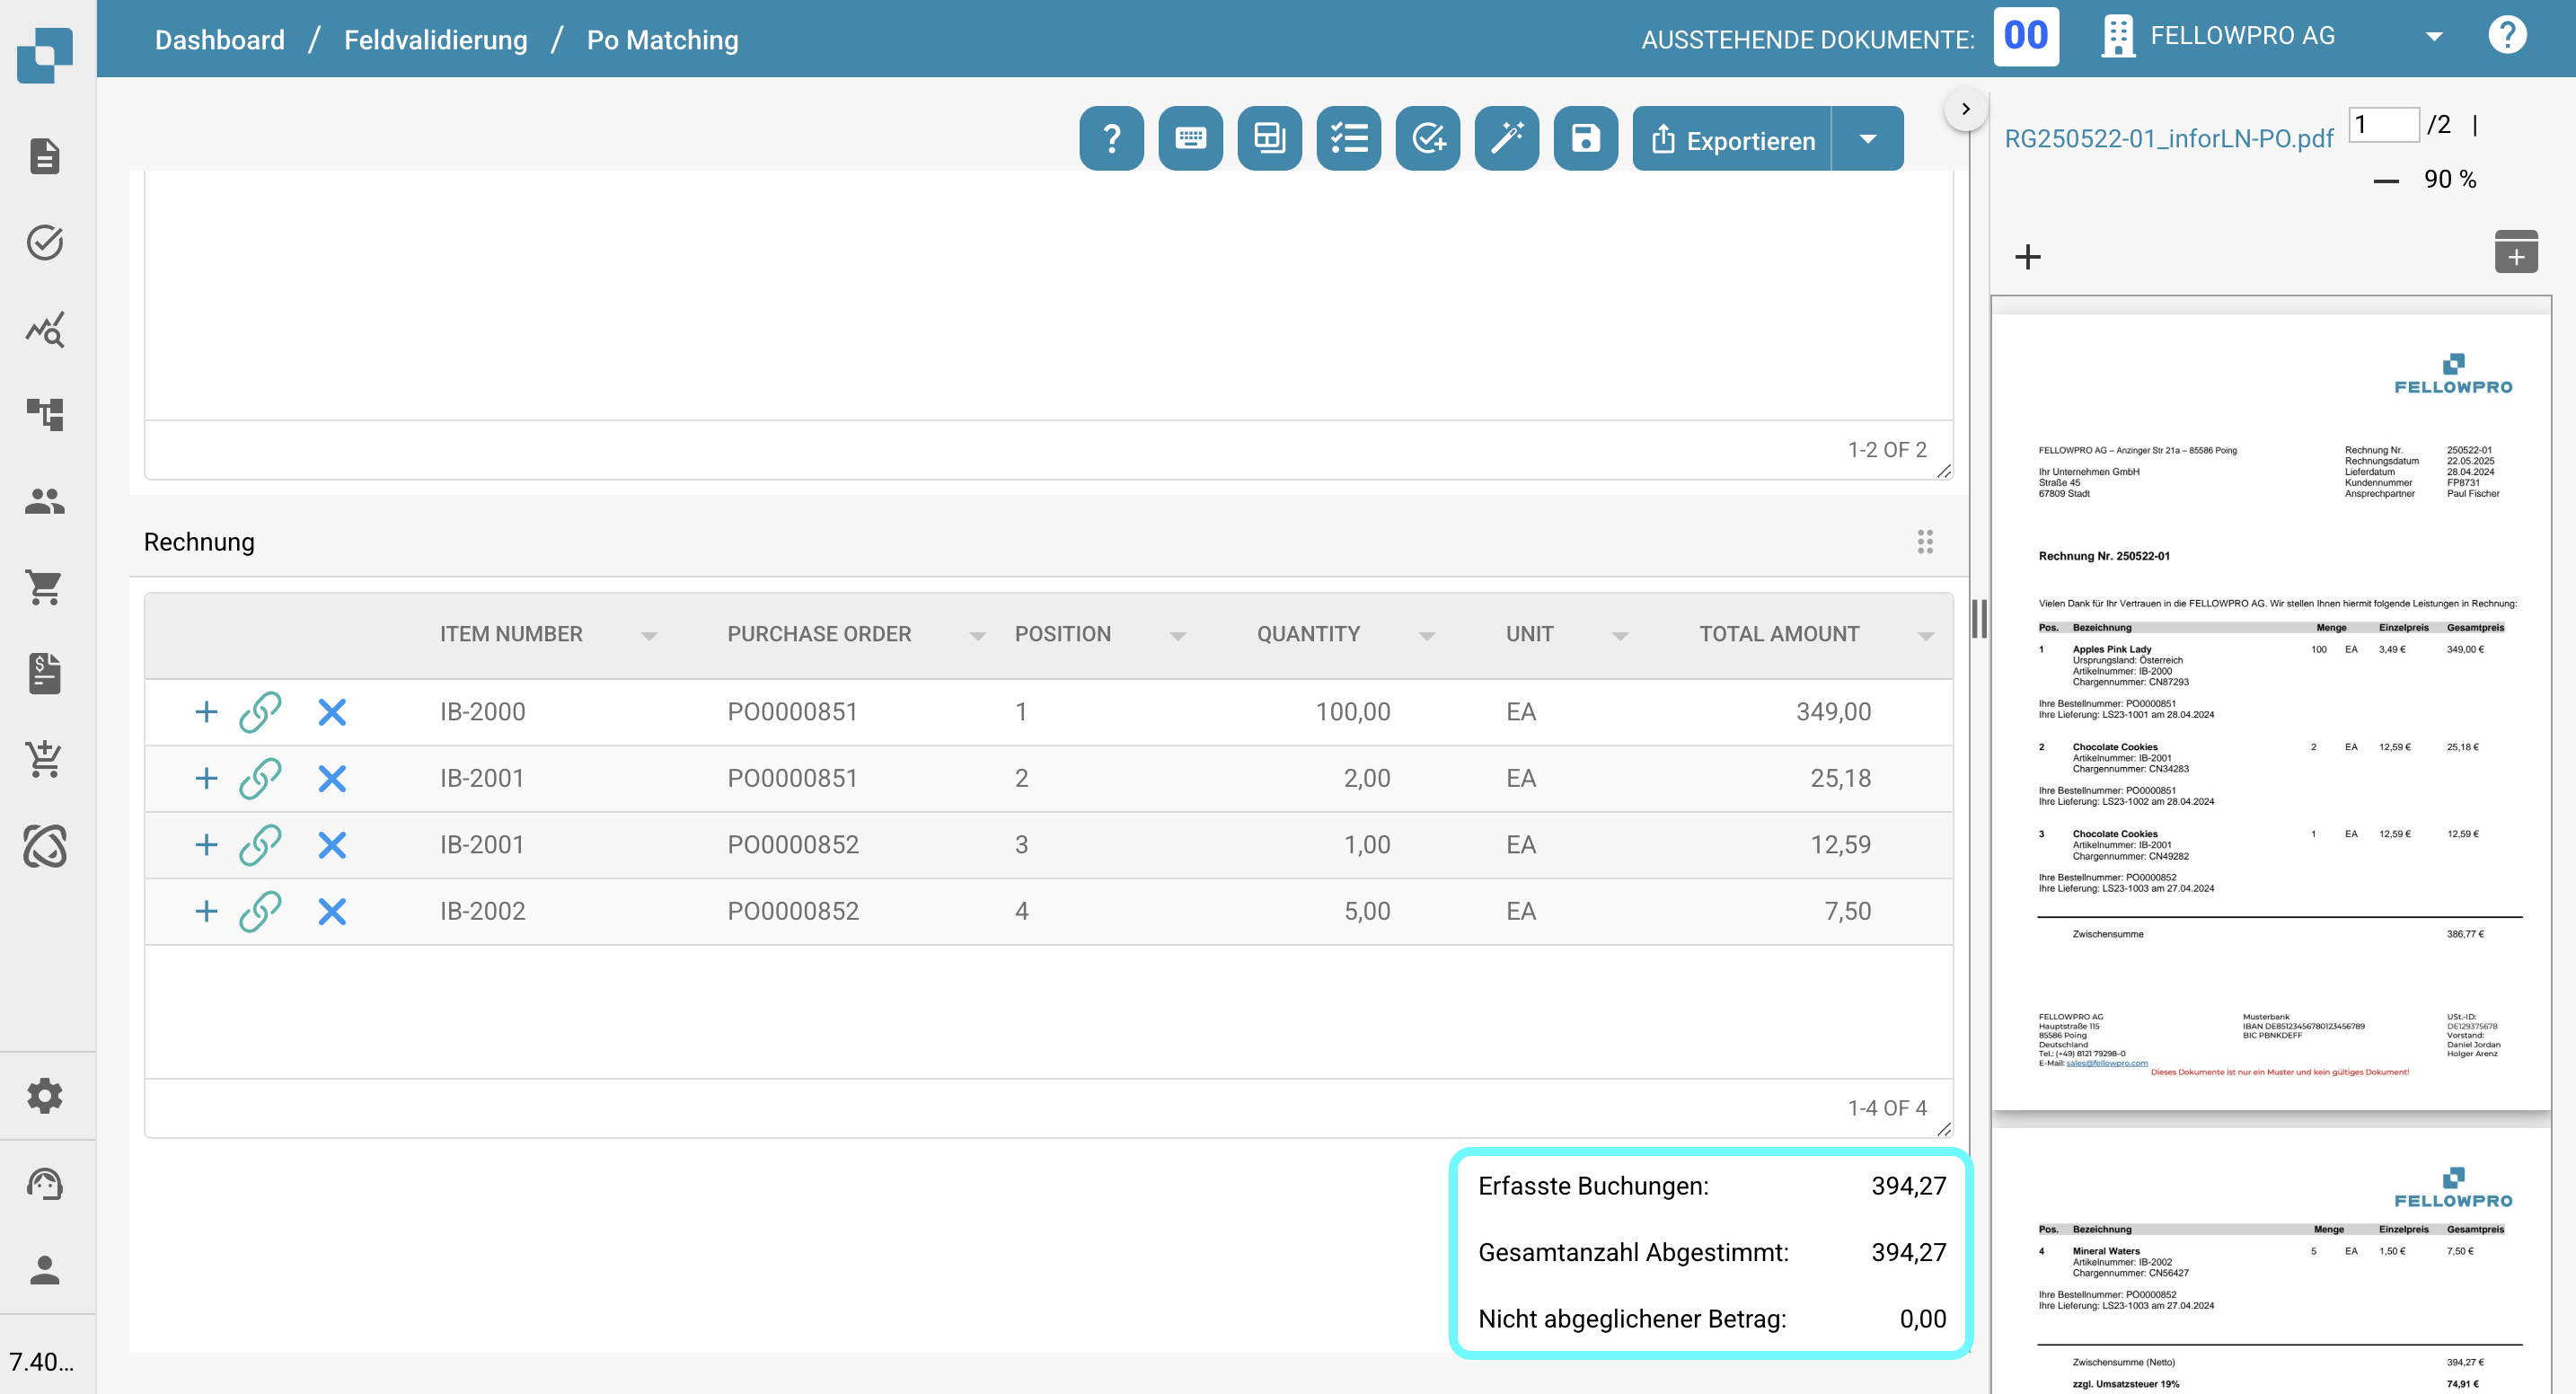 Dashboard / Feldvalidierung / Po Matching
AUSSTEHENDE DOKUMENTE: 00
FELLOWPRO AG
?
?
Exportieren
RG250522-01_inforLN-PO.pdf
1 /2 |
— 90 %
+
1-2 OF 2
Rechnung
ITEM NUMBER PURCHASE ORDER POSITION QUANTITY UNIT TOTAL AMOUNT
IB-2000 PO0000851 1 100,00 EA 349,00
IB-2001 PO0000851 2 2,00 EA 25,18
IB-2001 PO0000852 3 1,00 EA 12,59
IB-2002 PO0000852 4 5,00 EA 7,50
1-4 OF 4
Erfasste Buchungen: 394,27
Gesamtanzahl Abgestimmt: 394,27
Nicht abgeglichener Betrag: 0,00
7.40...
FELLOWPRO
FELLOWPRO AG – Anzinger Str 21a – 85586 Poing
Ihr Unternehmen GmbH
Straße 45
67809 Stadt
Rechnung Nr. 250522-01
Rechnungsdatum 22.05.2025
Lieferdatum 28.04.2024
Kundennummer FP8731
Ansprechpartner Paul Fischer
Rechnung Nr. 250522-01
Vielen Dank für Ihr Vertrauen in die FELLOWPRO AG. Wir stellen Ihnen hiermit folgende Leistungen in Rechnung:
Pos. Bezeichnung Menge Einzelpreis Gesamtpreis
1 Apples Pink Lady 100 EA 3,49 € 349,00 €
Ursprungsland: Österreich
Artikelnummer: IB-2000
Chargennummer: CN87293
Ihre Bestellnummer: PO0000851
Ihre Lieferung: LS23-1001 am 28.04.2024
2 Chocolate Cookies 2 EA 12,59 € 25,18 €
Artikelnummer: IB-2001
Chargennummer: CN34283
Ihre Bestellnummer: PO0000851
Ihre Lieferung: LS23-1002 am 28.04.2024
3 Chocolate Cookies 1 EA 12,59 € 12,59 €
Artikelnummer: IB-2001
Chargennummer: CN49282
Ihre Bestellnummer: PO0000852
Ihre Lieferung: LS23-1003 am 27.04.2024
Zwischensumme 386,77 €
FELLOWPRO AG
Hauptstraße 115
85586 Poing
Deutschland
Tel.: (+49) 8121 79298-0
E-Mail: sales@fellowpro.com
Musterbank
IBAN DE85123456780123456789
BIC PBNKDEFF
USt.-ID:
DE129375678
Vorstand:
Daniel Jordan
Holger Arenz
Dieses Dokumente ist nur ein Muster und kein gültiges Dokument!
FELLOWPRO
Pos. Bezeichnung Menge Einzelpreis Gesamtpreis
4 Mineral Waters 5 EA 1,50 € 7,50 €
Artikelnummer: IB-2002
Chargennummer: CN56427
Ihre Bestellnummer: PO0000852
Ihre Lieferung: LS23-1003 am 27.04.2024
Zwischensumme (Netto) 394,27 €
zzgl. Umsatzsteuer 19% 74,91 €